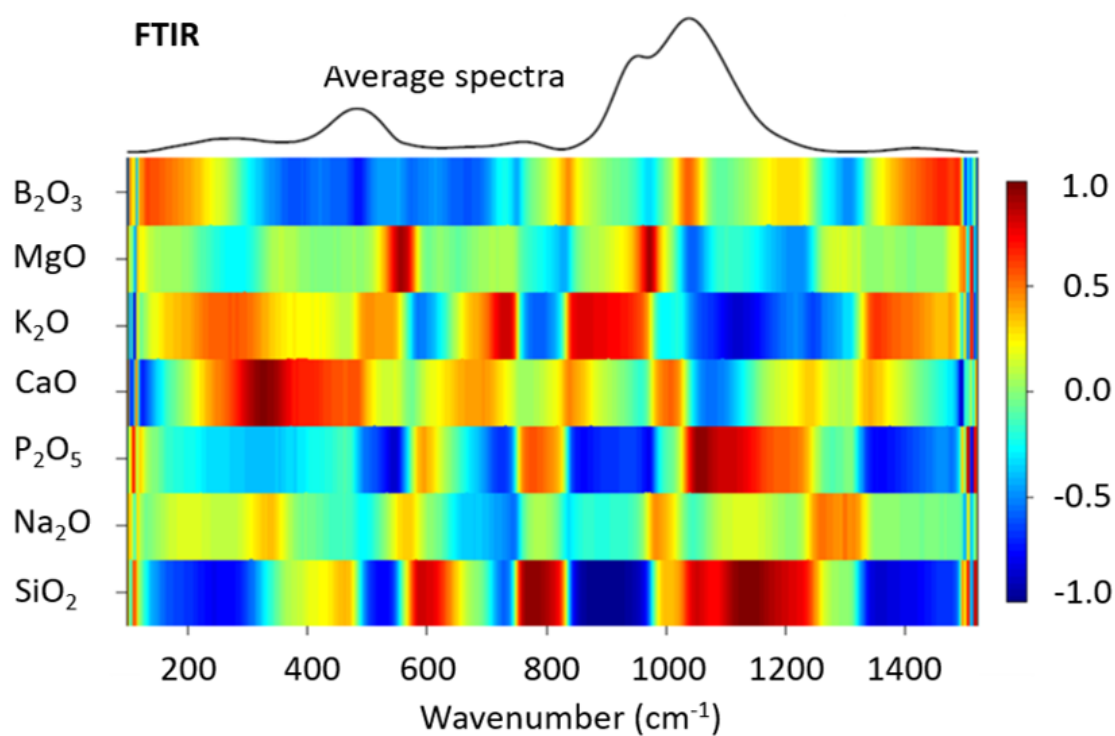 FTIR
Average spectra
B₂O₃
MgO
K₂O
CaO
P₂O₅
Na₂O
SiO₂
1.0
0.5
0.0
-0.5
-1.0
200 400 600 800 1000 1200 1400
Wavenumber (cm⁻¹)